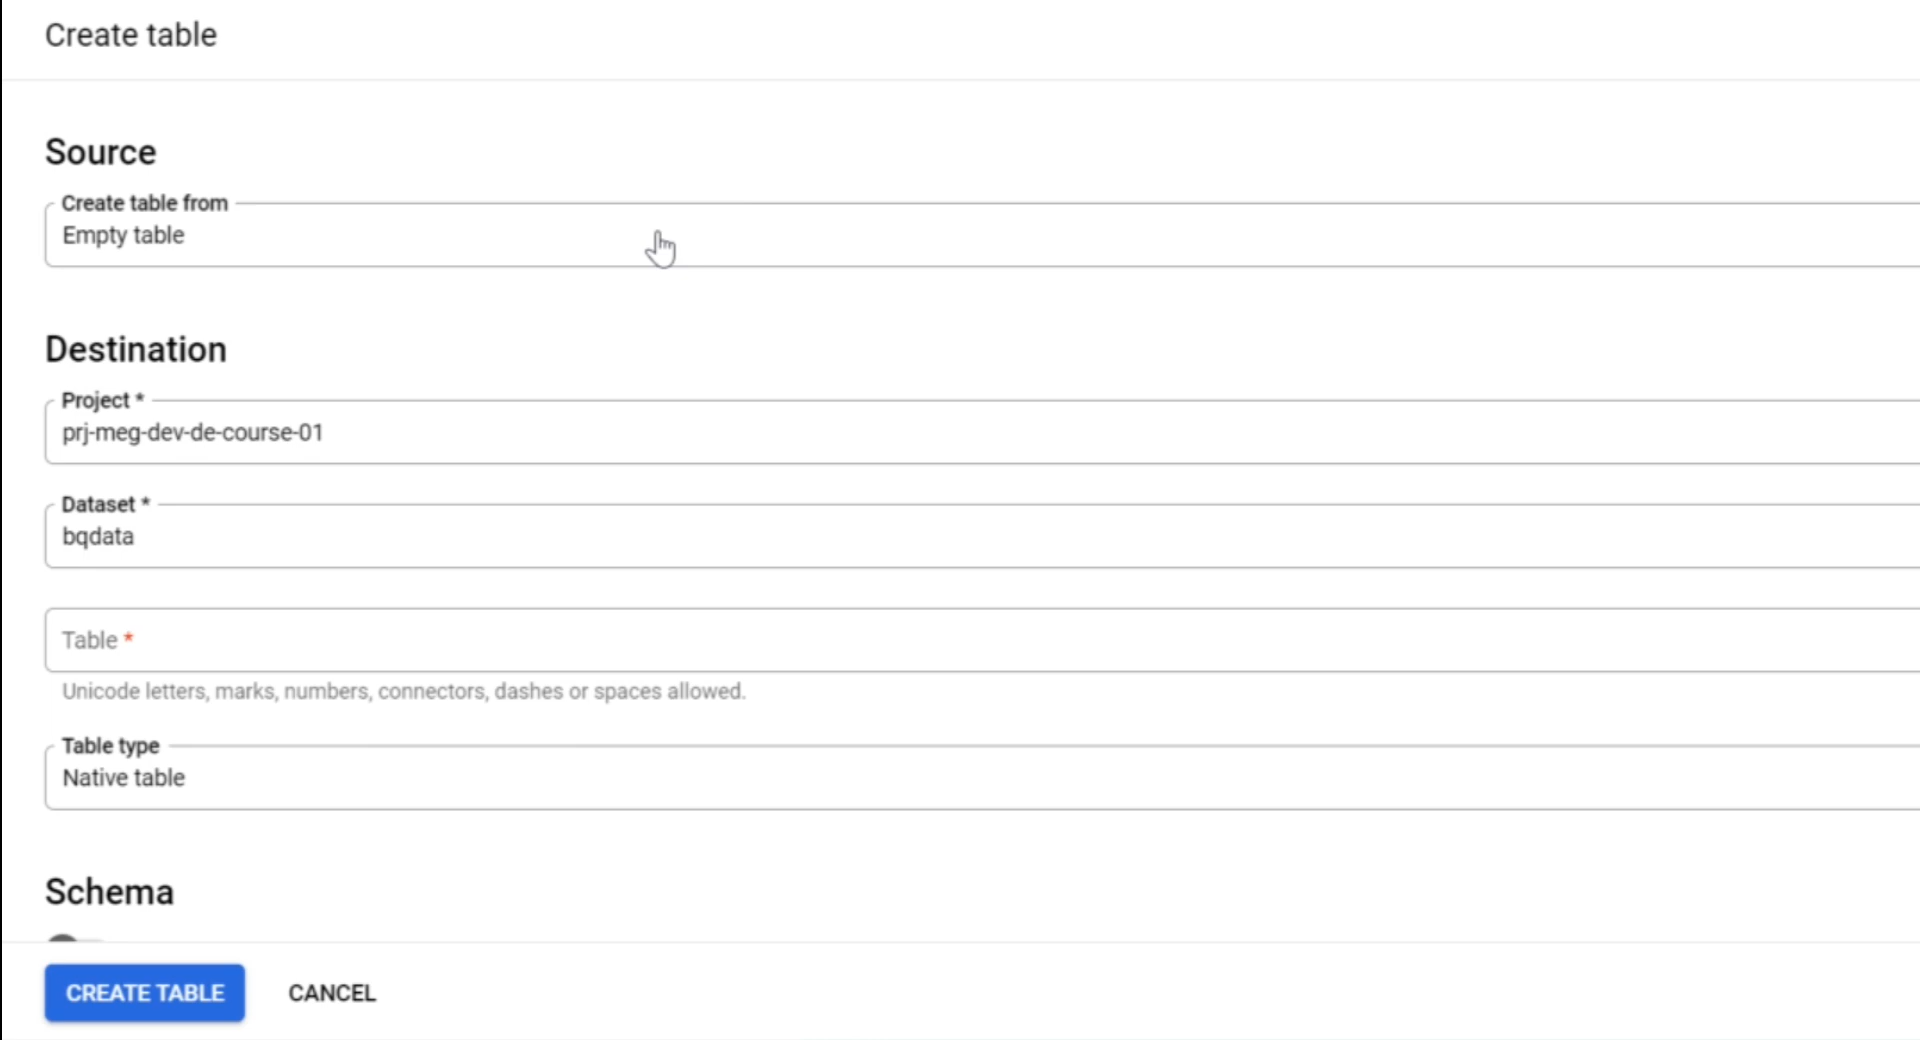 Create table
Source
Create table from
Empty table
Destination
Project *
prj-meg-dev-de-course-01
Dataset *
bqdata
Table *
Unicode letters, marks, numbers, connectors, dashes or spaces allowed.
Table type
Native table
Schema
CREATE TABLE CANCEL